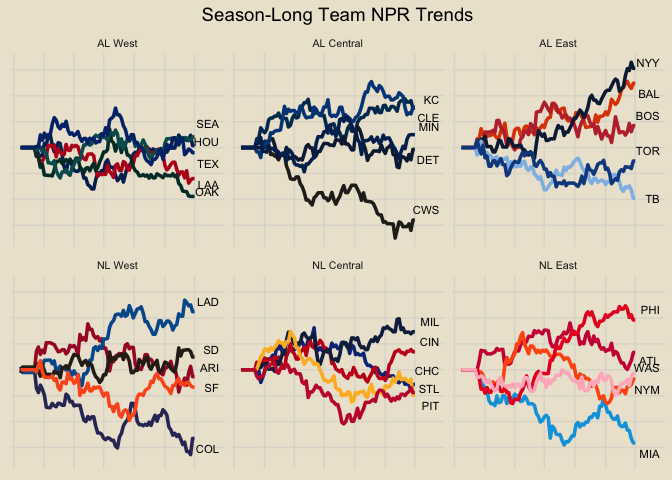 Season-Long Team NPR Trends
AL West
AL Central
AL East
SEA
HOU
TEX
LAA
OAK
KC
CLE
MIN
DET
CWS
NYY
BAL
BOS
TOR
TB
NL West
NL Central
NL East
LAD
SD
ARI
SF
COL
MIL
CIN
CHC
STL
PIT
PHI
ATL
WAS
NYM
MIA